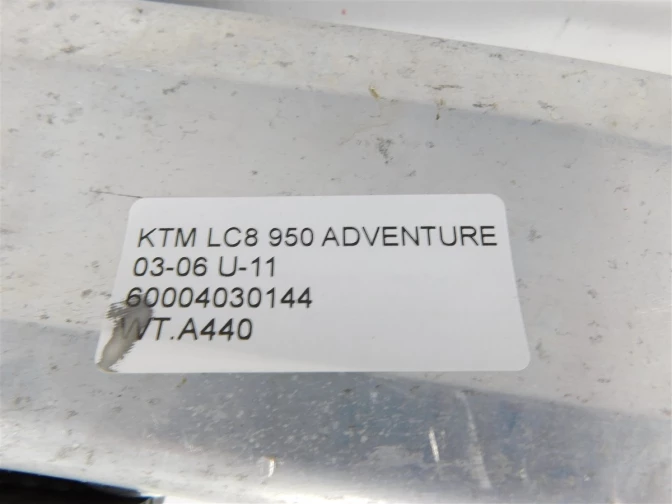 KTM LC8 950 ADVENTURE
03-06 U-11
60004030144
WT.A440